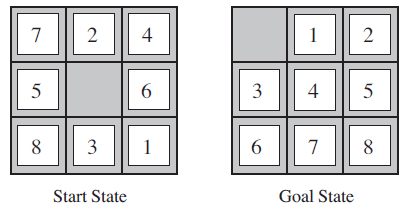 7 2 4
5 6
8 3 1
Start State
1 2
3 4 5
6 7 8
Goal State